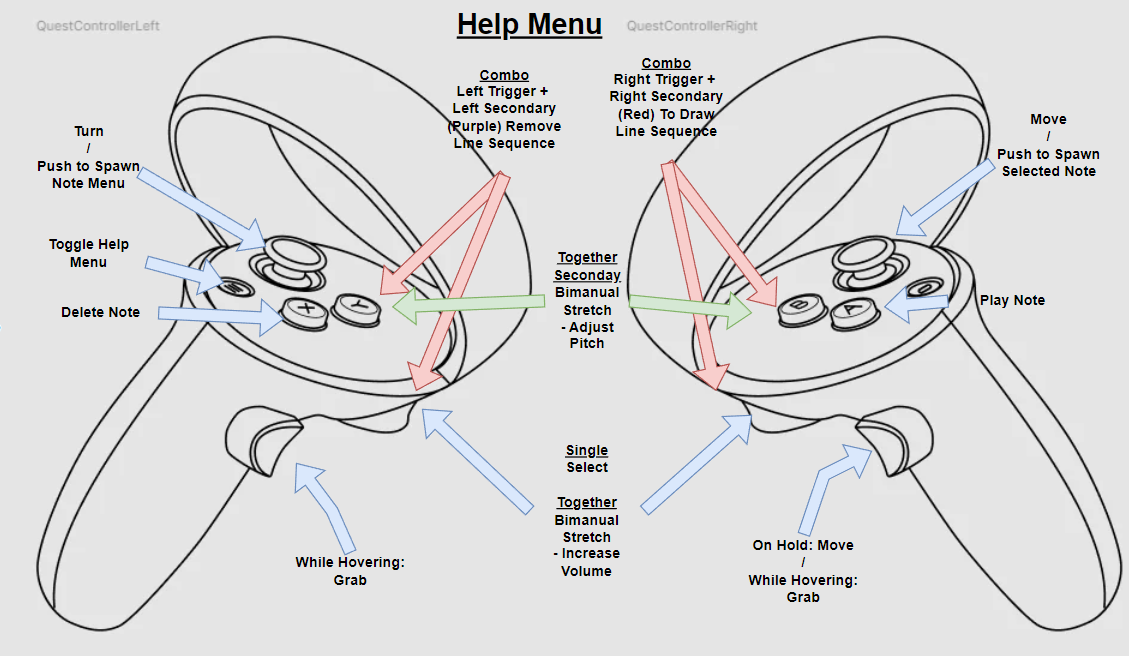 QuestControllerLeft
Help Menu
QuestControllerRight
Combo
Left Trigger +
Left Secondary
(Purple) Remove
Line Sequence
Combo
Right Trigger +
Right Secondary
(Red) To Draw
Line Sequence
Turn
/
Push to Spawn
Note Menu
Move
/
Push to Spawn
Selected Note
Toggle Help
Menu
Delete Note
X
Y
Together
Seconday
Bimanual
Stretch
- Adjust
Pitch
B
A
Play Note
Single
Select
Together
Bimanual
Stretch
- Increase
Volume
While Hovering:
Grab
On Hold: Move
/
While Hovering:
Grab